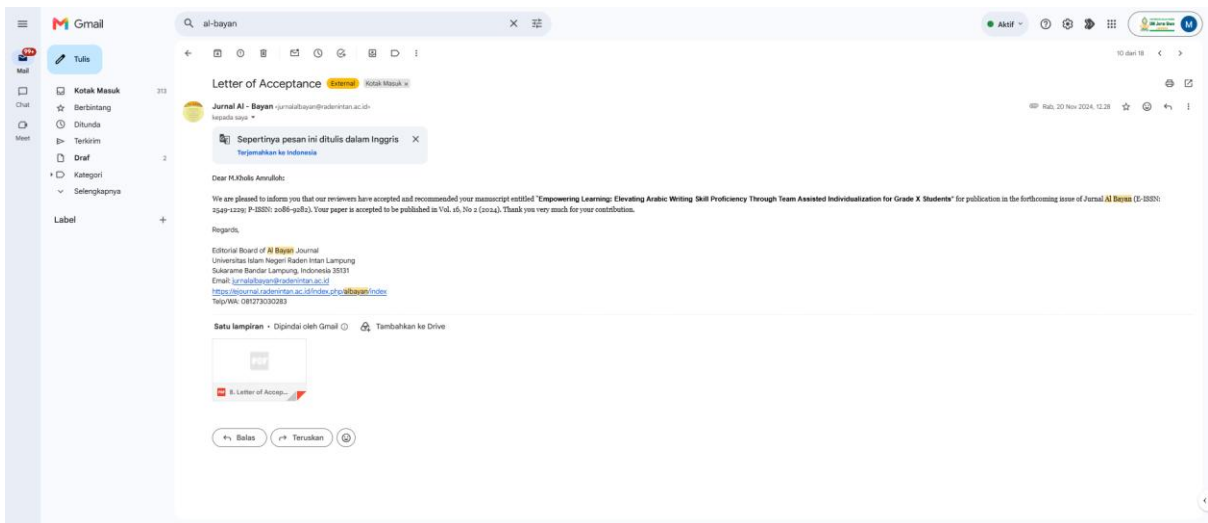 Gmail
al-bayan
Aktif
M
99+
Mail
Chat
Meet
Tulis
Kotak Masuk 313
Berbintang
Ditunda
Terkirim
Draf 2
Kategori
Selengkapnya
Label +
10 dari 18
Letter of Acceptance External Kotak Masuk x
Jurnal Al - Bayan <jurnalalbayan@radenintan.ac.id>
kepada saya
Rab, 20 Nov 2024, 12.28
Sepertinya pesan ini ditulis dalam Inggris
Terjemahkan ke Indonesia
Dear M.Kholis Amrulloh:
We are pleased to inform you that our reviewers have accepted and recommended your manuscript entitled "Empowering Learning: Elevating Arabic Writing Skill Proficiency Through Team Assisted Individualization for Grade X Students" for publication in the forthcoming issue of Jurnal Al Bayan (E-ISSN:
2549-1229; P-ISSN: 2086-9282). Your paper is accepted to be published in Vol. 16, No 2 (2024). Thank you very much for your contribution.
Regards,
Editorial Board of Al Bayan Journal
Universitas Islam Negeri Raden Intan Lampung
Sukarame Bandar Lampung, Indonesia 35131
Email: jurnalalbayan@radenintan.ac.id
https://ejournal.radenintan.ac.id/index.php/albayan/index
Telp/WA: 081273030283
Satu lampiran • Dipindai oleh Gmail Tambahkan ke Drive
PDF
PDF 8. Letter of Accep...
Balas
Teruskan